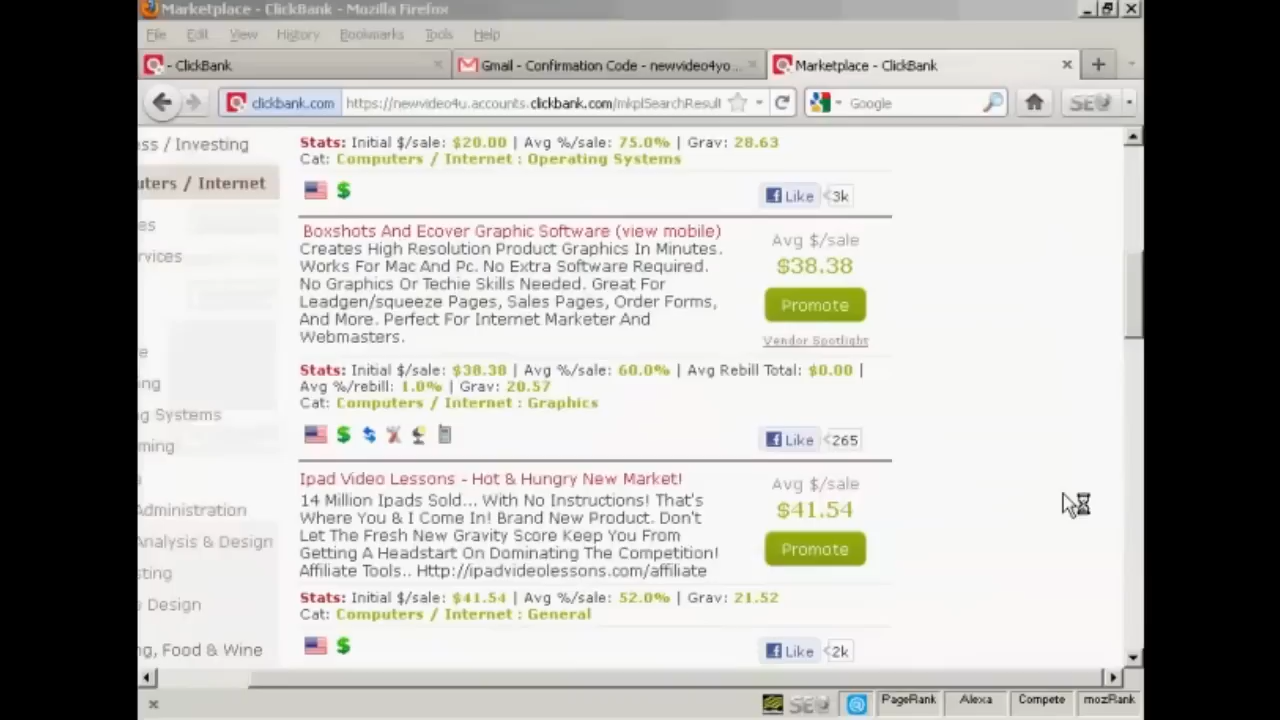 Marketplace - ClickBank - Mozilla Firefox
File Edit View History Bookmarks Tools Help
- ClickBank
Gmail - Confirmation Code - newvideo4yo...
Marketplace - ClickBank
clickbank.com https://newvideo4u.accounts.clickbank.com/mkplSearchResult
Google
SEO
ss / Investing
uters / Internet
es
rvices
e
ng
g Systems
ming
Administration
Analysis & Design
sting
Design
ng, Food & Wine
Stats: Initial $/sale: $20.00 | Avg %/sale: 75.0% | Grav: 28.63
Cat: Computers / Internet : Operating Systems
Like 3k
Boxshots And Ecover Graphic Software (view mobile)
Creates High Resolution Product Graphics In Minutes.
Works For Mac And Pc. No Extra Software Required.
No Graphics Or Techie Skills Needed. Great For
Leadgen/squeeze Pages, Sales Pages, Order Forms,
And More. Perfect For Internet Marketer And
Webmasters.
Avg $/sale
$38.38
Promote
Vendor Spotlight
Stats: Initial $/sale: $38.38 | Avg %/sale: 60.0% | Avg Rebill Total: $0.00 |
Avg %/rebill: 1.0% | Grav: 20.57
Cat: Computers / Internet : Graphics
Like 265
Ipad Video Lessons - Hot & Hungry New Market!
14 Million Ipads Sold... With No Instructions! That's
Where You & I Come In! Brand New Product. Don't
Let The Fresh New Gravity Score Keep You From
Getting A Headstart On Dominating The Competition!
Affiliate Tools.. Http://ipadvideolessons.com/affiliate
Avg $/sale
$41.54
Promote
Stats: Initial $/sale: $41.54 | Avg %/sale: 52.0% | Grav: 21.52
Cat: Computers / Internet : General
Like 2k
SEO PageRank Alexa Compete mozRank